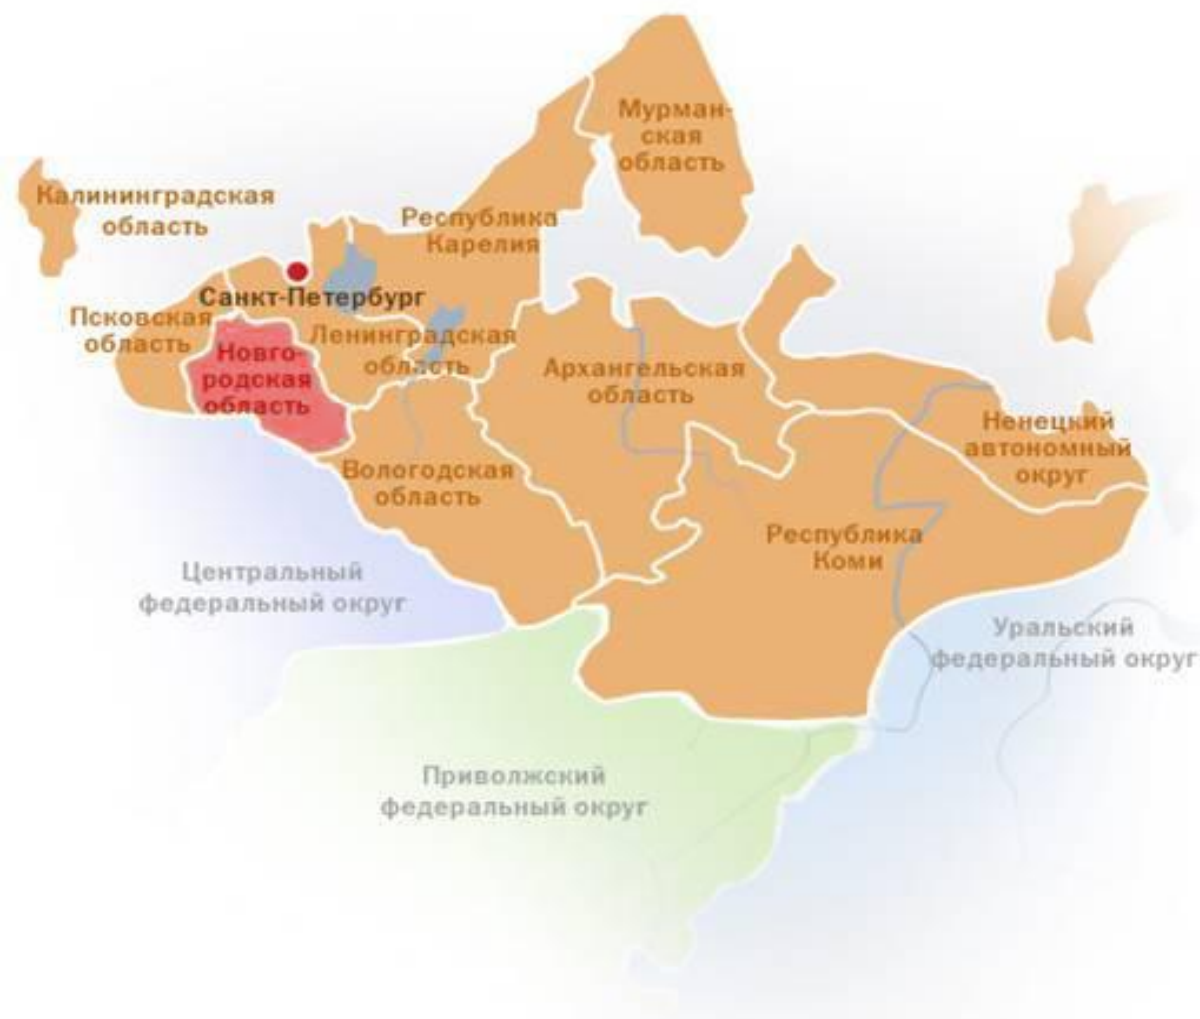 Мурман-
ская
область
Калининградская
область
Республика
Карелия
Санкт-Петербург
Псковская
область
Ленинградская
область
Новго-
родская
область
Архангельская
область
Ненецкий
автономный
округ
Вологодская
область
Республика
Коми
Центральный
федеральный округ
Уральский
федеральный округ
Приволжский
федеральный округ